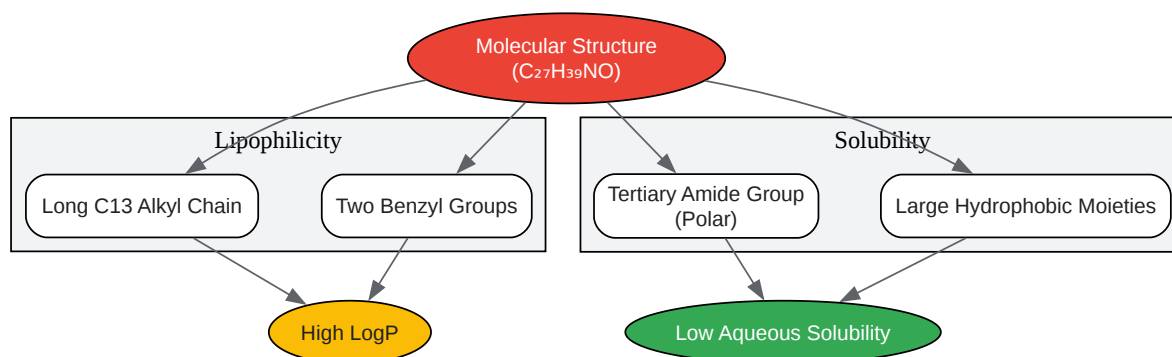 Molecular Structure
(C₂₇H₃₉NO)
Lipophilicity
Solubility
Long C13 Alkyl Chain
Two Benzyl Groups
Tertiary Amide Group
(Polar)
Large Hydrophobic Moieties
High LogP
Low Aqueous Solubility